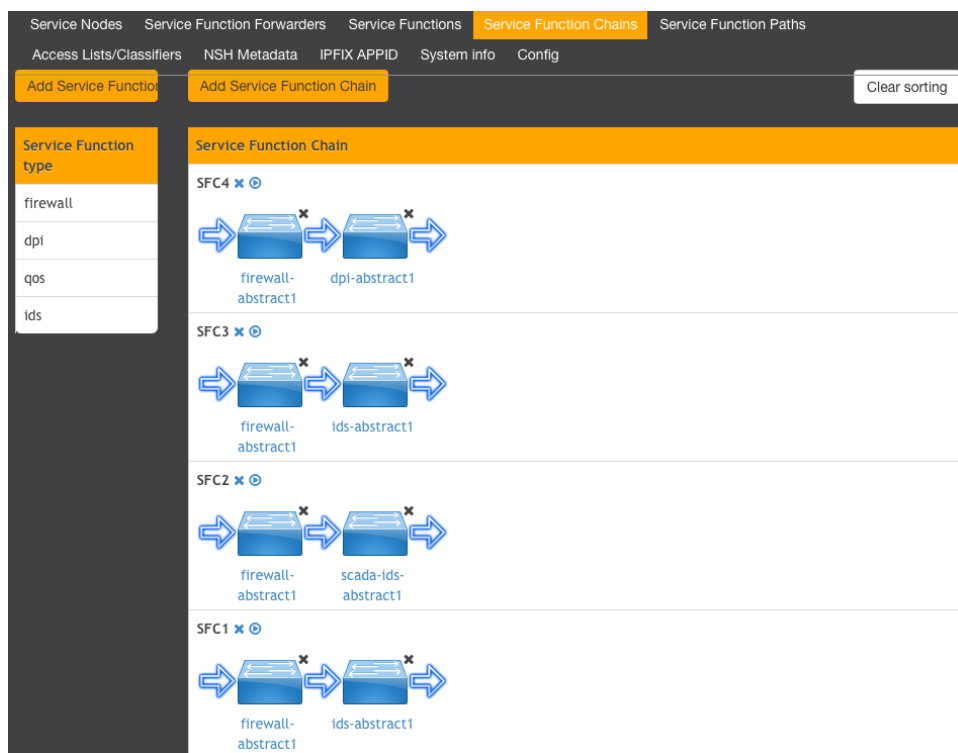 Service Nodes Service Function Forwarders Service Functions Service Function Chains Service Function Paths
Access Lists/Classifiers NSH Metadata IPFIX APPID System info Config
Add Service Function Add Service Function Chain Clear sorting
Service Function
type
firewall
dpi
qos
ids
Service Function Chain
SFC4
firewall-
abstract1
dpi-abstract1
SFC3
firewall-
abstract1
ids-abstract1
SFC2
firewall-
abstract1
scada-ids-
abstract1
SFC1
firewall-
abstract1
ids-abstract1